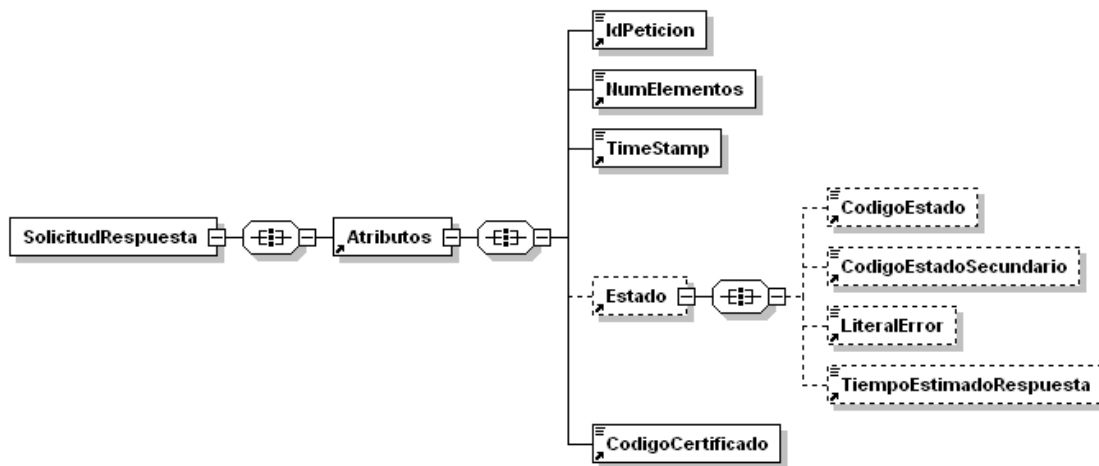 IdPeticion
NumElementos
TimeStamp
SolicitudRespuesta
Atributos
Estado
CodigoEstado
CodigoEstadoSecundario
LiteralError
TiempoEstimadoRespuesta
CodigoCertificado